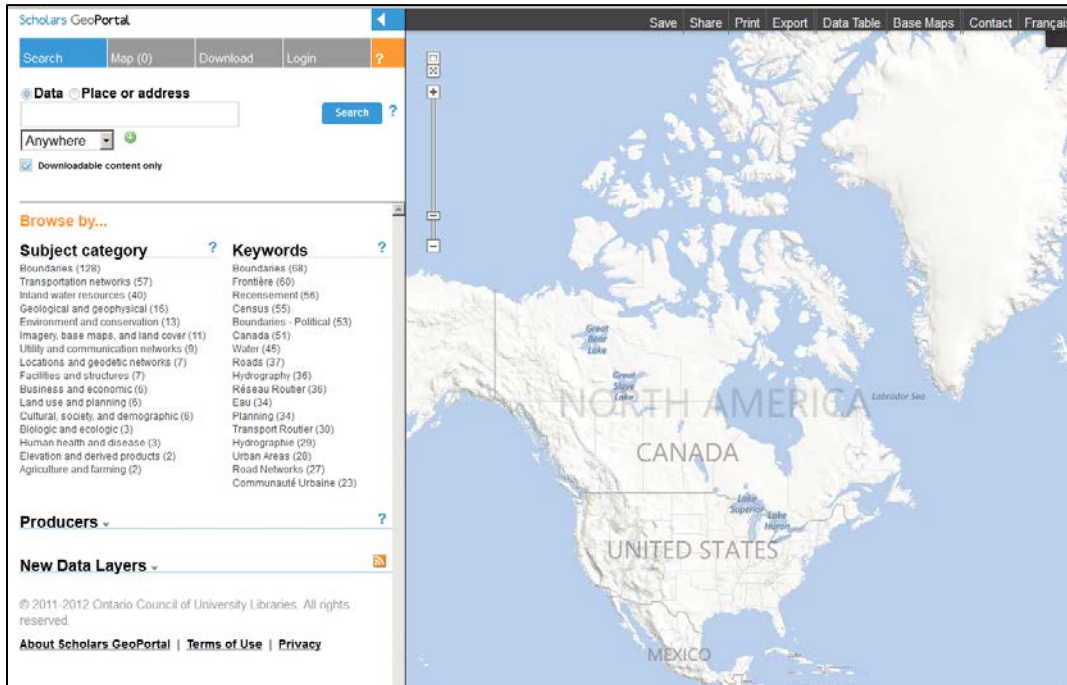 Scholars GeoPortal
Save Share Print Export Data Table Base Maps Contact Français
Search Map (0) Download Login ?
Data Place or address
Search ?
Anywhere
Downloadable content only
Browse by...
Subject category ?
Boundaries (128)
Transportation networks (57)
Inland water resources (40)
Geological and geophysical (16)
Environment and conservation (13)
Imagery, base maps, and land cover (11)
Utility and communication networks (9)
Locations and geodetic networks (7)
Facilities and structures (7)
Business and economic (6)
Land use and planning (6)
Cultural, society, and demographic (6)
Biologic and ecologic (3)
Human health and disease (3)
Elevation and derived products (2)
Agriculture and farming (2)
Keywords ?
Boundaries (68)
Frontière (60)
Recensement (56)
Census (55)
Boundaries - Political (53)
Canada (51)
Water (45)
Roads (37)
Hydrography (36)
Réseau Routier (36)
Eau (34)
Planning (34)
Transport Routier (30)
Hydrographie (29)
Urban Areas (28)
Road Networks (27)
Communauté Urbaine (23)
Producers ?
New Data Layers
© 2011-2012 Ontario Council of University Libraries. All rights
reserved.
About Scholars GeoPortal | Terms of Use | Privacy
Great
Bear
Lake
Great
Slave
Lake
NORTH AMERICA
Labrador Sea
CANADA
Lake
Superior
Lake
Huron
UNITED STATES
MEXICO